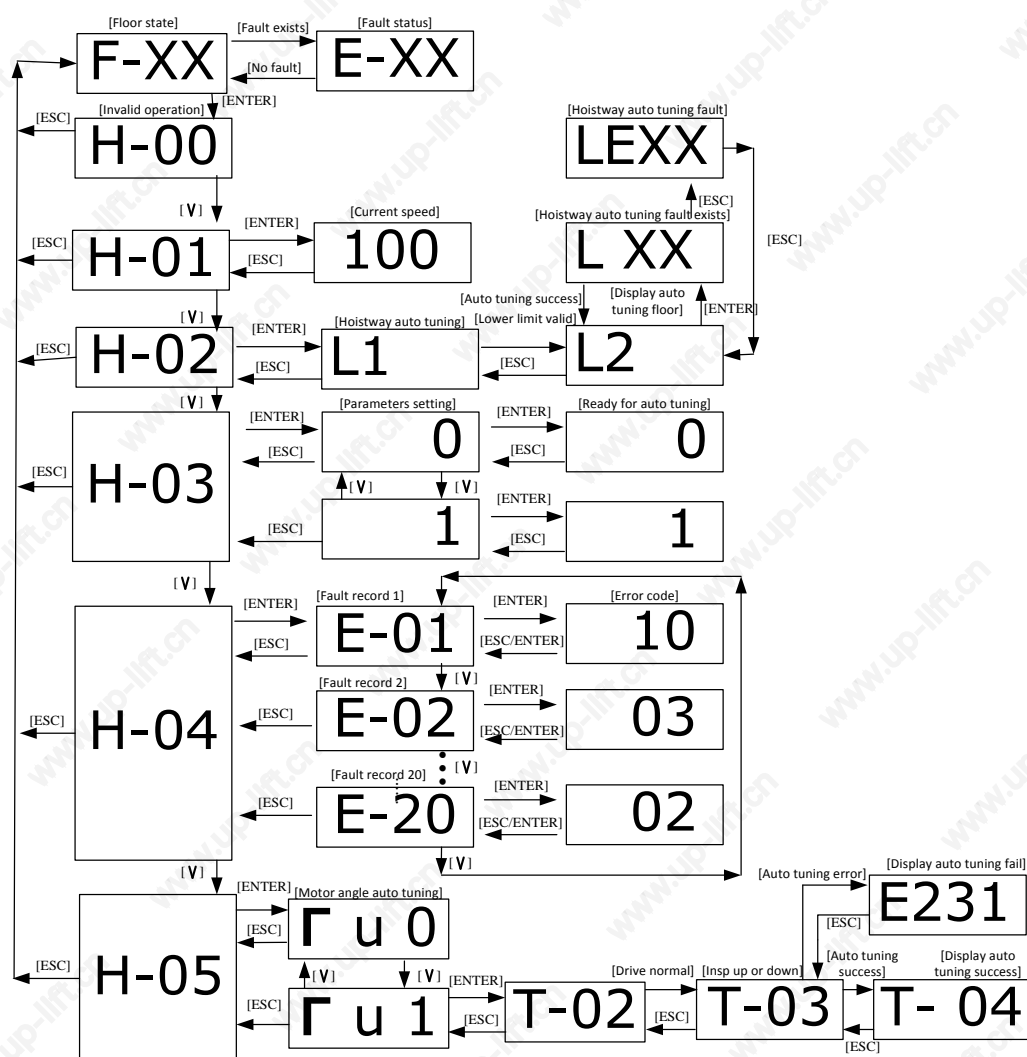 [Floor state]
F-XX
[Fault exists]
[No fault]
[Fault status]
E-XX
[ENTER]
[Invalid operation]
[ESC]
H-00
[V]
[ESC]
H-01
[ENTER]
[ESC]
[Current speed]
100
[V]
[ESC]
H-02
[ENTER]
[ESC]
[Hoistway auto tuning]
L1
[Auto tuning success]
[Lower limit valid]
[ESC]
L2
[Display auto
tuning floor]
[ENTER]
[Hoistway auto tuning fault exists]
L XX
[ESC]
[Hoistway auto tuning fault]
LEXX
[ESC]
[V]
[ESC]
H-03
[ENTER]
[ESC]
[Parameters setting]
0
[ENTER]
[ESC]
[Ready for auto tuning]
0
[V]
[V]
[ESC]
1
[ENTER]
[ESC]
1
[V]
[ESC]
H-04
[ENTER]
[ESC]
[Fault record 1]
E-01
[ENTER]
[ESC/ENTER]
[Error code]
10
[V]
[Fault record 2]
[ESC]
E-02
[ENTER]
[ESC/ENTER]
03
[V]
[Fault record 20]
[ESC]
E-20
[ENTER]
[ESC/ENTER]
02
[V]
[V]
[ESC]
H-05
[ENTER]
[ESC]
[Motor angle auto tuning]
Г u 0
[V]
[V]
[ESC]
Г u 1
[ENTER]
[ESC]
T-02
[Drive normal]
[ESC]
[Insp up or down]
T-03
[Auto tuning error]
[ESC]
[Display auto tuning fail]
E231
[Auto tuning
success]
[ESC]
[Display auto
tuning success]
T- 04
www.up-lift.cn